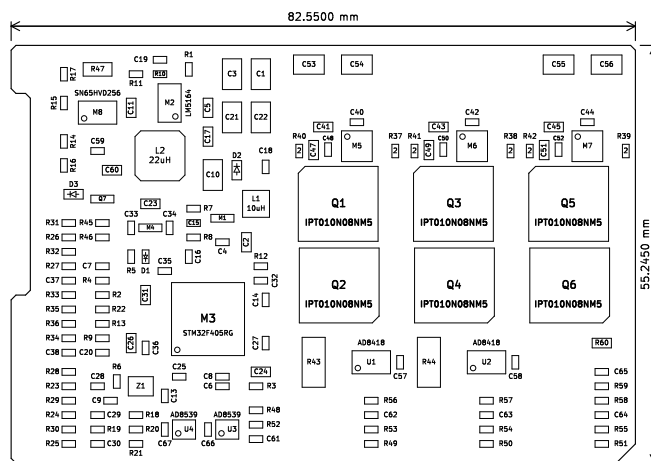 82.5500 mm
C19 R1
R17 R47 R11 R10 C3 C1 C53 C54 C55 C56
SN65HVD256
R15 M8 C11 M2 LM5164 C5 C21 C22
C40 C42 C44
C41 C43 C45
R14 C59 L2 22uH C17 R40 C47 C48 M5 R37 R41 C49 C50 M6 R38 R42 C51 C52 M7 R39
R16 C60 C10 D2 C18
D3 Q7 L1 10uH
C23 R7 M1
Q1 Q3 Q5
IPT010N08NM5 IPT010N08NM5 IPT010N08NM5
R31 R45 C33 M4 C34 C15
R26 R46 R8 C4 C2
R32 R5 D1 C16
R27 C7 C35 R12
C37 R4 C32
Q2 Q4 Q6
IPT010N08NM5 IPT010N08NM5 IPT010N08NM5
55.2450 mm
R33 R2 C31 C14
R35 R22 M3
R36 R13 STM32F405RG
R34 R9 C26 C36 C27
C38 C20
AD8418 AD8418 R60
R43 U1 C57 R44 U2 C58
R28 R6 C25 C8 C24 C65
R23 C28 Z1 C6 R3 R59
R29 C9 C13 R56 R57 R58
R24 C29 R18 AD8539 AD8539 R48 C62 C63 C64
R30 R19 R20 U4 U3 R52 R53 R54 R55
R25 C30 R21 C67 C66 C61 R49 R50 R51